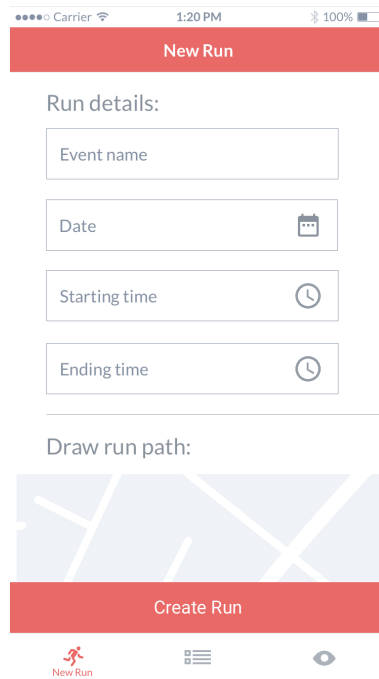 Carrier 1:20 PM 100%
New Run
Run details:
Event name
Date
Starting time
Ending time
Draw run path:
Create Run
New Run